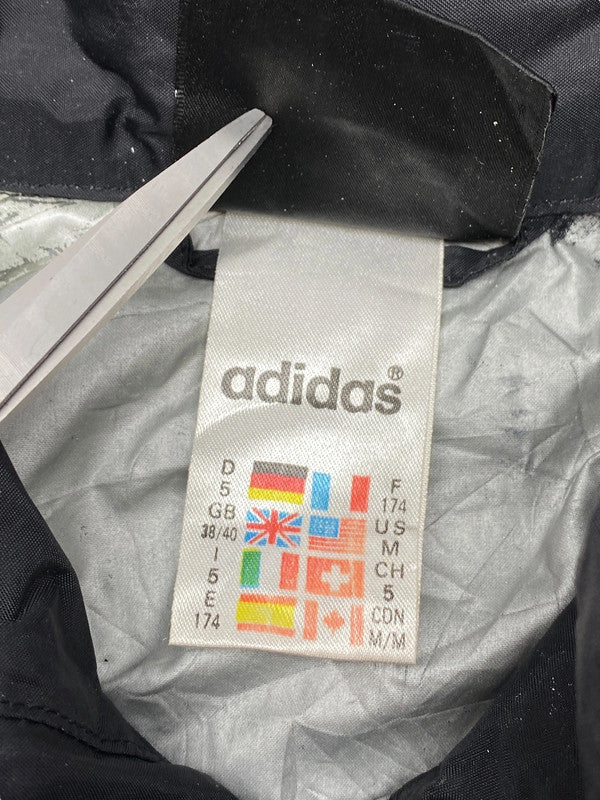 adidas®
D
5
GB
38/40
I
5
E
174
F
174
US
M
CH
5
CDN
M/M